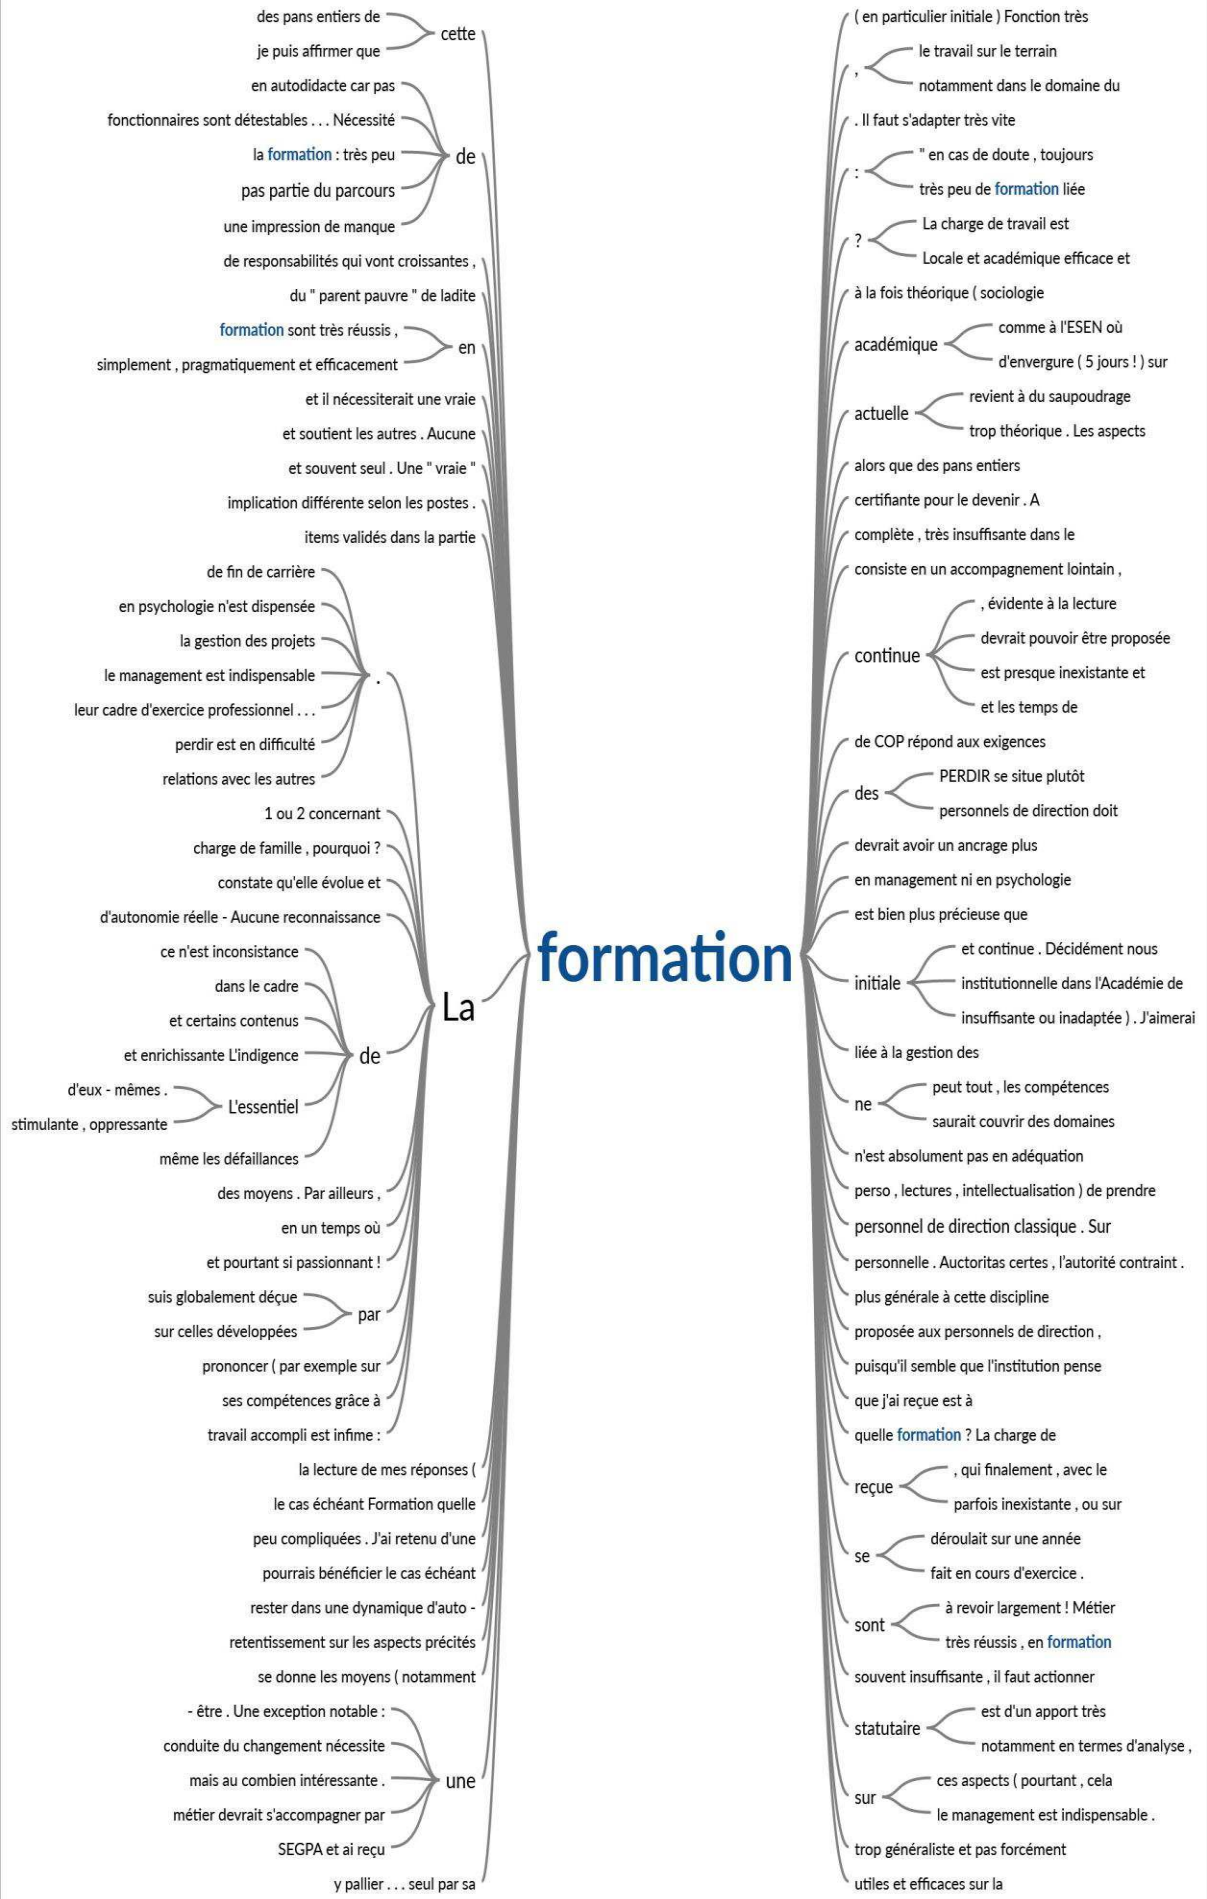 des pans entiers de
je puis affirmer que
cette
en autodidacte car pas
fonctionnaires sont détestables . . . Nécessité
la formation : très peu
pas partie du parcours
une impression de manque
de
de responsabilités qui vont croissantes ,
du " parent pauvre " de ladite
formation sont très réussis ,
simplement , pragmatiquement et efficacement
en
et il nécessiterait une vraie
et soutient les autres . Aucune
et souvent seul . Une " vraie "
implication différente selon les postes .
items validés dans la partie
de fin de carrière
en psychologie n'est dispensée
la gestion des projets
le management est indispensable
leur cadre d'exercice professionnel . . .
perdir est en difficulté
relations avec les autres
.
1 ou 2 concernant
charge de famille , pourquoi ?
constate qu'elle évolue et
d'autonomie réelle - Aucune reconnaissance
ce n'est inconsistance
dans le cadre
et certains contenus
et enrichissante L'indigence
d'eux - mêmes .
stimulante , oppressante
L'essentiel
même les défaillances
de
des moyens . Par ailleurs ,
en un temps où
et pourtant si passionnant !
suis globalement déçue
sur celles développées
par
prononcer ( par exemple sur
ses compétences grâce à
travail accompli est infime :
La
la lecture de mes réponses (
le cas échéant Formation quelle
peu compliquées . J'ai retenu d'une
pourrais bénéficier le cas échéant
rester dans une dynamique d'auto -
retentissement sur les aspects précités
se donne les moyens ( notamment
- être . Une exception notable :
conduite du changement nécessite
mais au combien intéressante .
métier devrait s'accompagner par
SEGPA et ai reçu
une
y pallier . . . seul par sa
formation
( en particulier initiale ) Fonction très
,
le travail sur le terrain
notamment dans le domaine du
. Il faut s'adapter très vite
:
" en cas de doute , toujours
très peu de formation liée
?
La charge de travail est
Locale et académique efficace et
à la fois théorique ( sociologie
académique
comme à l'ESEN où
d'envergure ( 5 jours ! ) sur
actuelle
revient à du saupoudrage
trop théorique . Les aspects
alors que des pans entiers
certifiante pour le devenir . A
complète , très insuffisante dans le
consiste en un accompagnement lointain ,
continue
, évidente à la lecture
devrait pouvoir être proposée
est presque inexistante et
et les temps de
de COP répond aux exigences
des
PERDIR se situe plutôt
personnels de direction doit
devrait avoir un ancrage plus
en management ni en psychologie
est bien plus précieuse que
initiale
et continue . Décidément nous
institutionnelle dans l'Académie de
insuffisante ou inadaptée ) . J'aimerai
liée à la gestion des
ne
peut tout , les compétences
saurait couvrir des domaines
n'est absolument pas en adéquation
perso , lectures , intellectualisation ) de prendre
personnel de direction classique . Sur
personnelle . Auctoritas certes , l’autorité contraint .
plus générale à cette discipline
proposée aux personnels de direction ,
puisqu'il semble que l'institution pense
que j'ai reçue est à
quelle formation ? La charge de
reçue
, qui finalement , avec le
parfois inexistante , ou sur
se
déroulait sur une année
fait en cours d'exercice .
sont
à revoir largement ! Métier
très réussis , en formation
souvent insuffisante , il faut actionner
statutaire
est d'un apport très
notamment en termes d'analyse ,
sur
ces aspects ( pourtant , cela
le management est indispensable .
trop généraliste et pas forcément
utiles et efficaces sur la